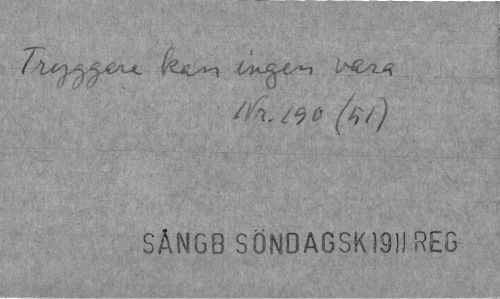 Tryggare kan ingen vara
Nr. 190 (51)
SÅNGB SÖNDAGSK 1911 REG